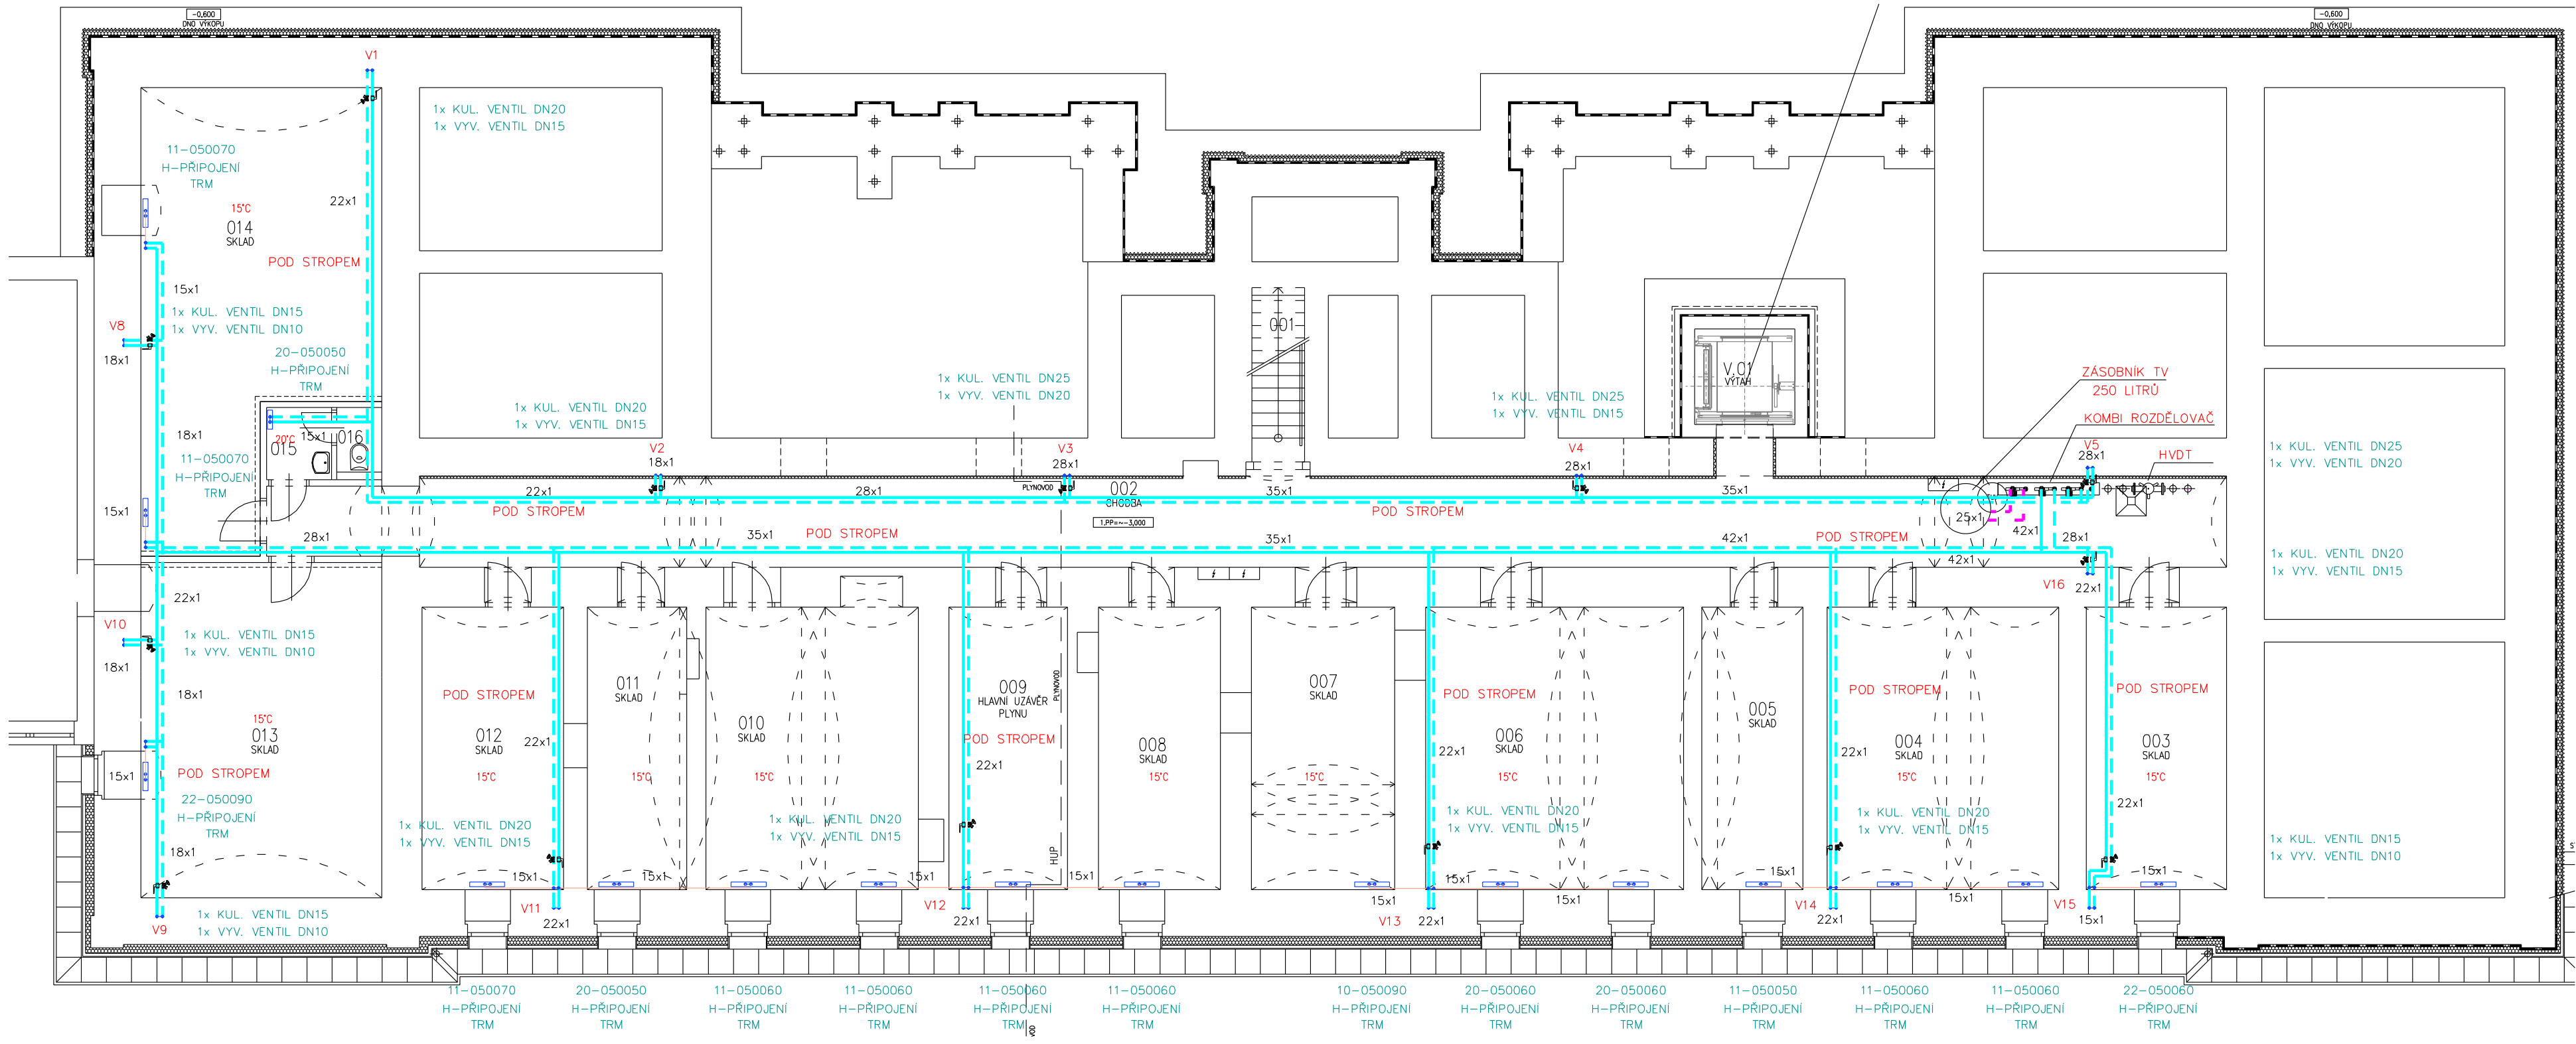 -0,600
DNO VÝKOPU
-0,600
DNO VÝKOPU
V1
1x KUL. VENTIL DN20
1x VYV. VENTIL DN15
11-050070
H-PŘIPOJENÍ
TRM
15°C
014
SKLAD
22x1
POD STROPEM
15x1
1x KUL. VENTIL DN15
1x VYV. VENTIL DN10
V8
18x1
20-050050
H-PŘIPOJENÍ
TRM
001
V.01
VÝTAH
1x KUL. VENTIL DN25
1x VYV. VENTIL DN20
1x KUL. VENTIL DN25
1x VYV. VENTIL DN15
ZÁSOBNÍK TV
250 LITRŮ
KOMBI ROZDĚLOVAČ
1x KUL. VENTIL DN20
1x VYV. VENTIL DN15
18x1
20°C
15x1
016
015
11-050070
H-PŘIPOJENÍ
TRM
V2
18x1
V3
28x1
V4
28x1
V5
28x1
HVDT
1x KUL. VENTIL DN25
1x VYV. VENTIL DN20
22x1
28x1
PLYNOVOD
002
CHODBA
35x1
35x1
15x1
POD STROPEM
POD STROPEM
1.PP=~-3,000
25x1
42x1
28x1
28x1
35x1
POD STROPEM
35x1
42x1
POD STROPEM
42x1
1x KUL. VENTIL DN20
1x VYV. VENTIL DN15
V16
22x1
22x1
V10
18x1
1x KUL. VENTIL DN15
1x VYV. VENTIL DN10
18x1
15°C
013
SKLAD
POD STROPEM
15x1
22-050090
H-PŘIPOJENÍ
TRM
18x1
POD STROPEM
012
SKLAD
15°C
22x1
011
SKLAD
15°C
010
SKLAD
15°C
009
HLAVNÍ UZÁVĚR
PLYNU
POD STROPEM
22x1
PLYNOVOD
008
SKLAD
15°C
007
SKLAD
15°C
POD STROPEM
006
SKLAD
22x1
15°C
005
SKLAD
POD STROPEM
004
SKLAD
22x1
15°C
POD STROPEM
003
SKLAD
15°C
22x1
1x KUL. VENTIL DN20
1x VYV. VENTIL DN15
1x KUL. VENTIL DN20
1x VYV. VENTIL DN15
1x KUL. VENTIL DN20
1x VYV. VENTIL DN15
1x KUL. VENTIL DN20
1x VYV. VENTIL DN15
1x KUL. VENTIL DN15
1x VYV. VENTIL DN10
HUP
15x1
15x1
15x1
15x1
15x1
15x1
15x1
15x1
15x1
15x1
1x KUL. VENTIL DN15
1x VYV. VENTIL DN10
V9
V11
22x1
V12
22x1
V13
22x1
V14
22x1
V15
15x1
11-050070
H-PŘIPOJENÍ
TRM
20-050050
H-PŘIPOJENÍ
TRM
11-050060
H-PŘIPOJENÍ
TRM
11-050060
H-PŘIPOJENÍ
TRM
11-050060
H-PŘIPOJENÍ
TRM
11-050060
H-PŘIPOJENÍ
TRM
10-050090
H-PŘIPOJENÍ
TRM
20-050060
H-PŘIPOJENÍ
TRM
20-050060
H-PŘIPOJENÍ
TRM
11-050050
H-PŘIPOJENÍ
TRM
11-050060
H-PŘIPOJENÍ
TRM
11-050060
H-PŘIPOJENÍ
TRM
22-050060
H-PŘIPOJENÍ
TRM